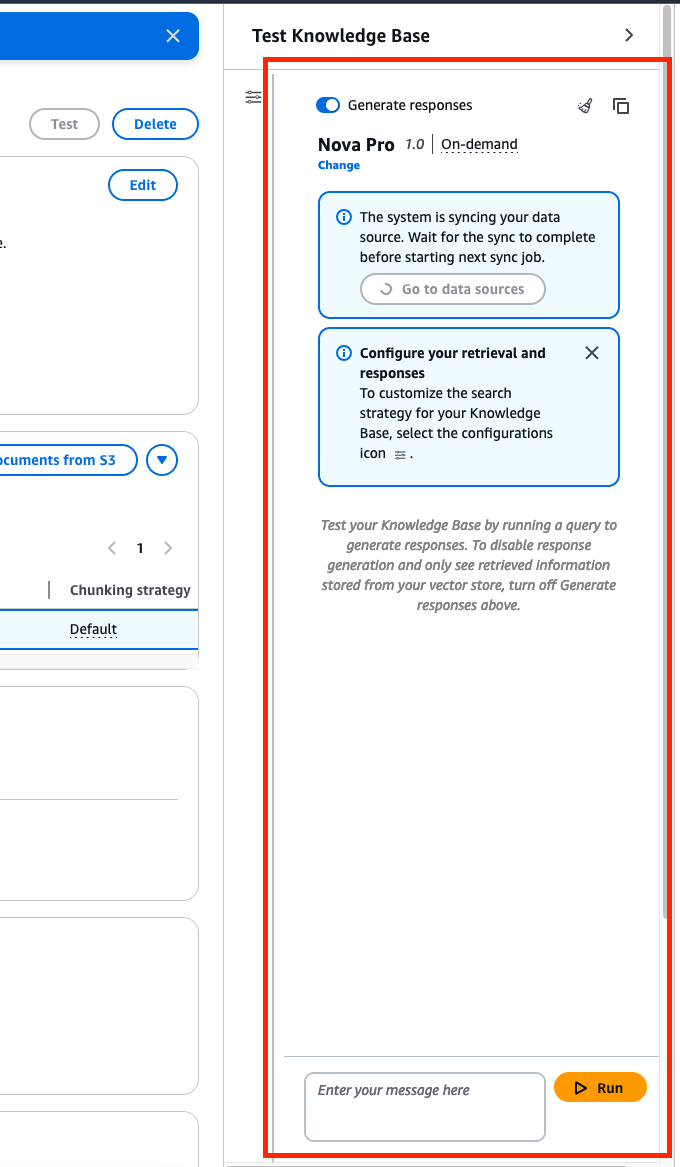 Test Knowledge Base
Test
Delete
Edit
e.
ocuments from S3
1
Chunking strategy
Default
Generate responses
Nova Pro 1.0 On-demand
Change
The system is syncing your data
source. Wait for the sync to complete
before starting next sync job.
Go to data sources
Configure your retrieval and
responses
To customize the search
strategy for your Knowledge
Base, select the configurations
icon .
Test your Knowledge Base by running a query to
generate responses. To disable response
generation and only see retrieved information
stored from your vector store, turn off Generate
responses above.
Enter your message here
Run